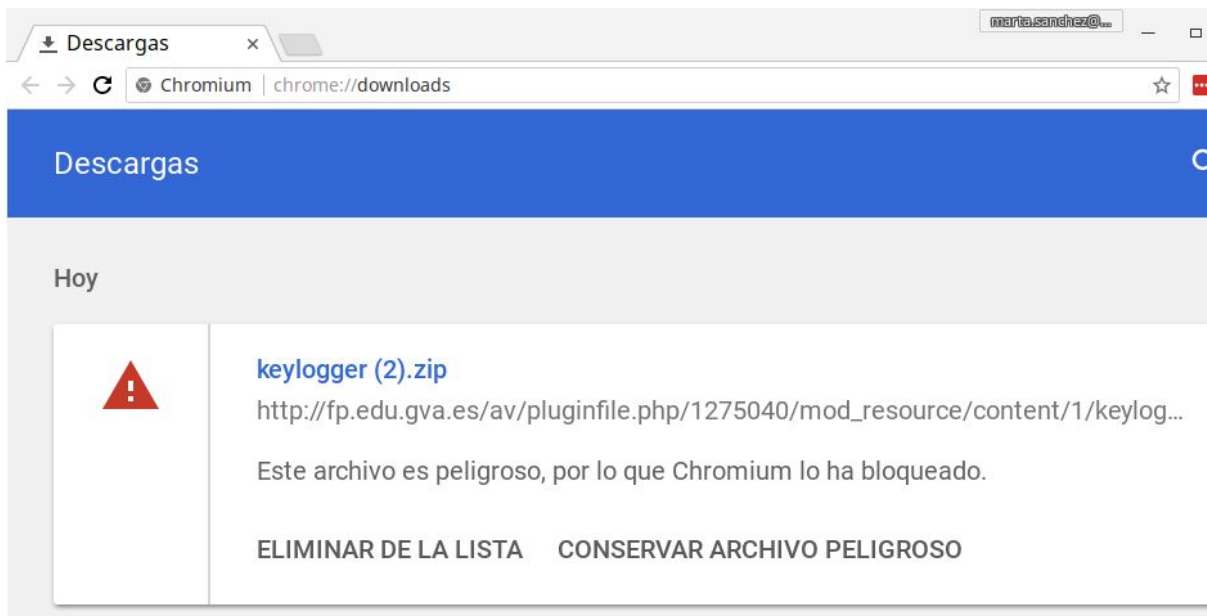 marta.sanchez@...
Descargas
Chromium | chrome://downloads
Descargas
Hoy
keylogger (2).zip
http://fp.edu.gva.es/av/pluginfile.php/1275040/mod_resource/content/1/keylog...
Este archivo es peligroso, por lo que Chromium lo ha bloqueado.
ELIMINAR DE LA LISTA CONSERVAR ARCHIVO PELIGROSO